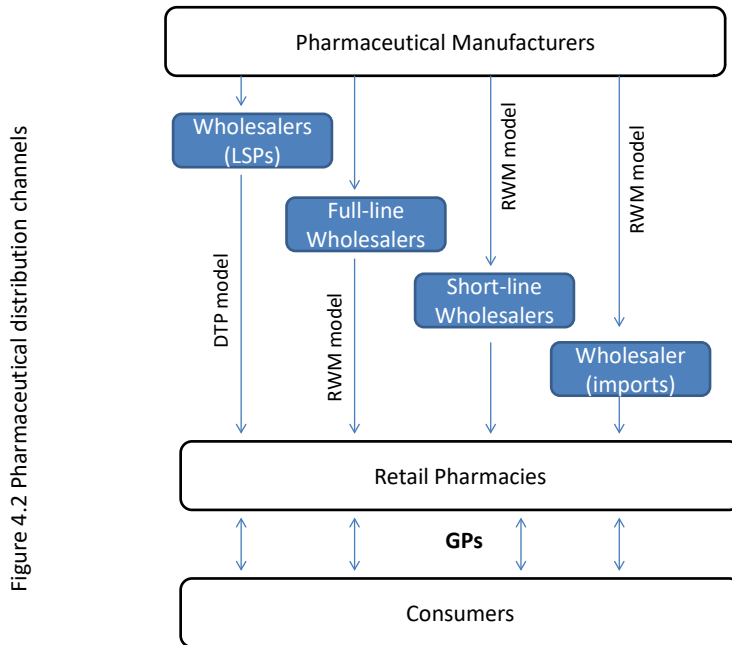 Figure 4.2 Pharmaceutical distribution channels
Pharmaceutical Manufacturers
Wholesalers
(LSPs)
RWM model
RWM model
Full-line
Wholesalers
DTP model
Short-line
Wholesalers
RWM model
Wholesaler
(imports)
Retail Pharmacies
GPs
Consumers